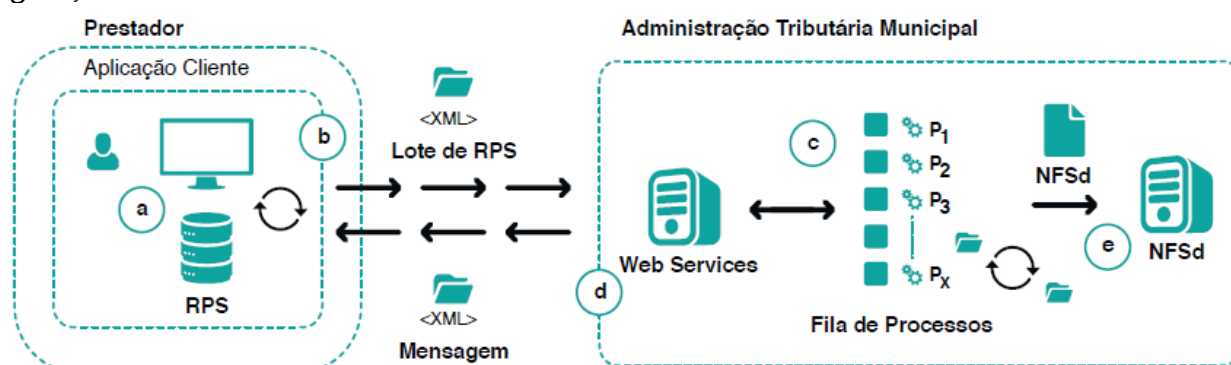 Prestador
Administração Tributária Municipal
Aplicação Cliente
<XML>
Lote de RPS
a
b
RPS
<XML>
Mensagem
Web Services
c
d
P1
P2
P3
PX
Fila de Processos
NFSd
e
NFSd